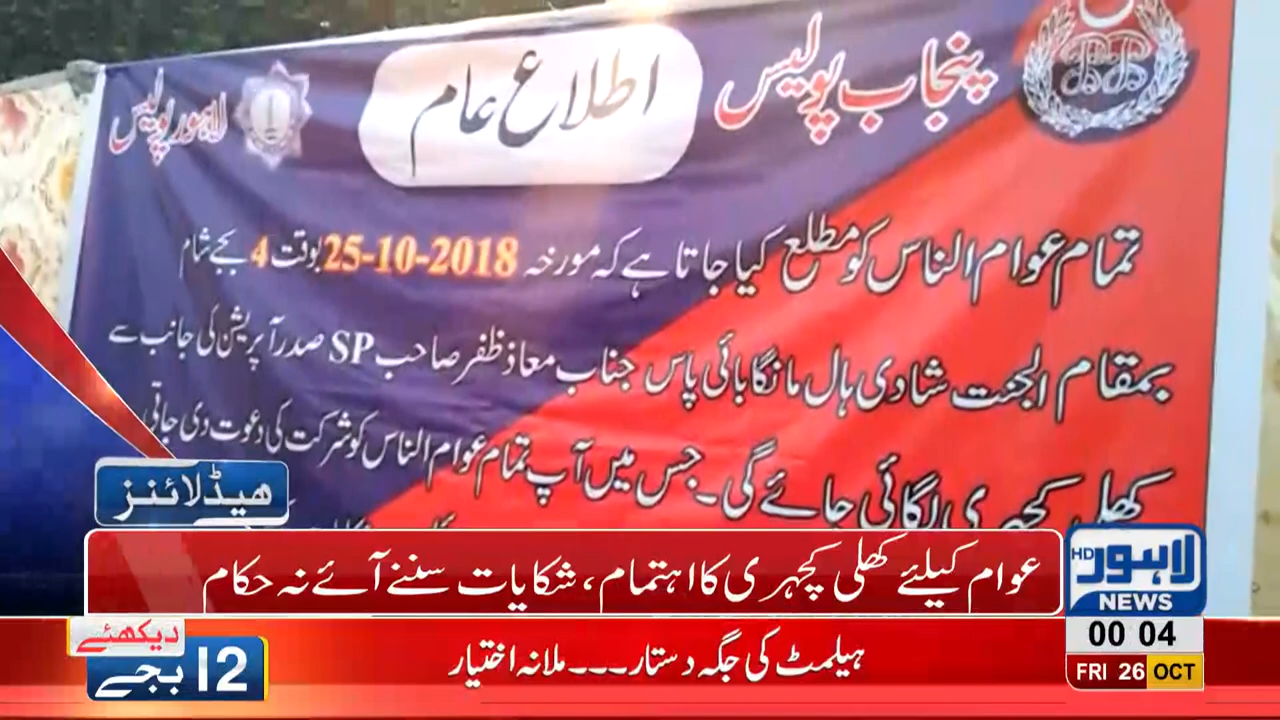 پنجاب پولیس
اطلاع عام
لاہور پولیس
تمام عوام الناس کو مطلع کیا جاتا ہے کہ مورخہ 25-10-2018 بوقت 4 بجے شام
بمقام الجنت شادی ہال مانگا بائی پاس جناب معاذ ظفر صاحب SP صدر آپریشن کی جانب سے
کھلی کچہری لگائی جائے گی۔ جس میں آپ تمام عوام الناس کو شرکت کی دعوت دی جاتی
ھیڈلائنز
عوام کیلئے کھلی کچہری کا اہتمام، شکایات سننے آئے نہ حکام
HD لاہور
NEWS
00 04
FRI 26 OCT
ہیلمٹ کی جگہ دستار ۔۔۔ ملا نہ اختیار
دیکھئے
12 بجے